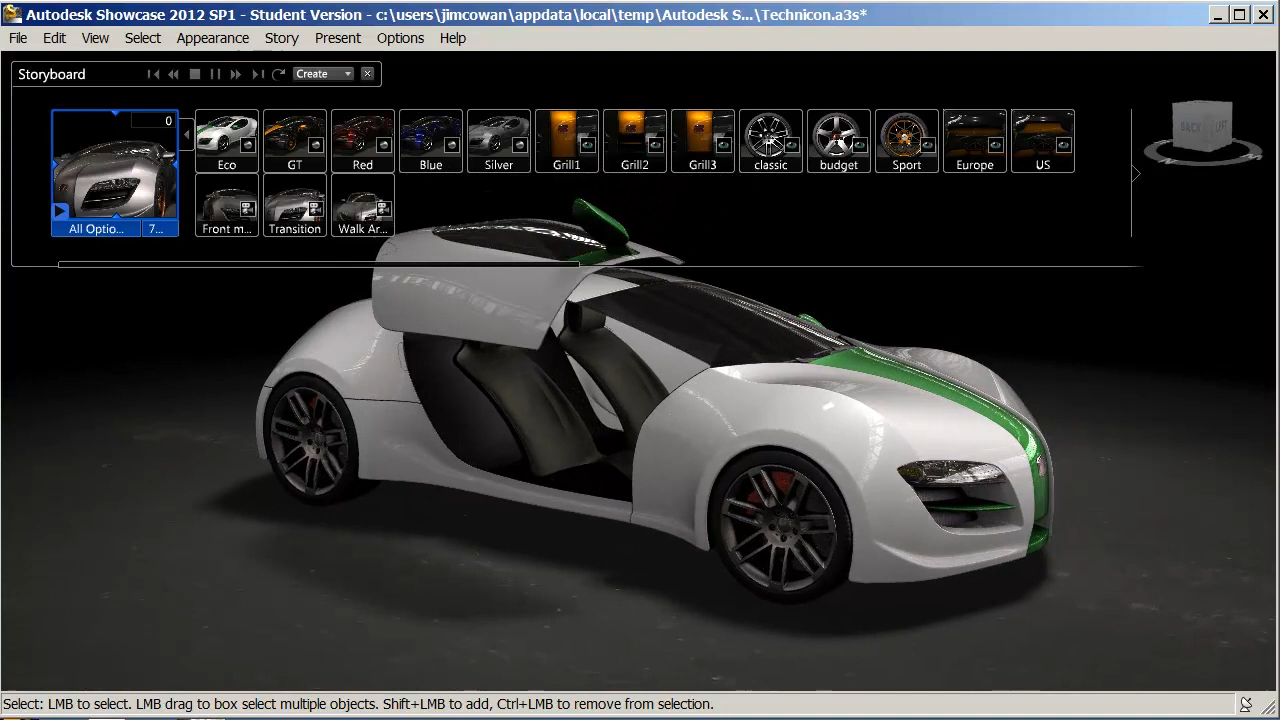 Autodesk Showcase 2012 SP1 - Student Version - c:\users\jimcowan\appdata\local\temp\Autodesk S...\Technicon.a3s*
File Edit View Select Appearance Story Present Options Help
Storyboard Create
0
Eco GT Red Blue Silver Grill1 Grill2 Grill3 classic budget Sport Europe US
All Optio... 7... Front m... Transition Walk Ar...
BACK LEFT
Select: LMB to select. LMB drag to box select multiple objects. Shift+LMB to add, Ctrl+LMB to remove from selection.